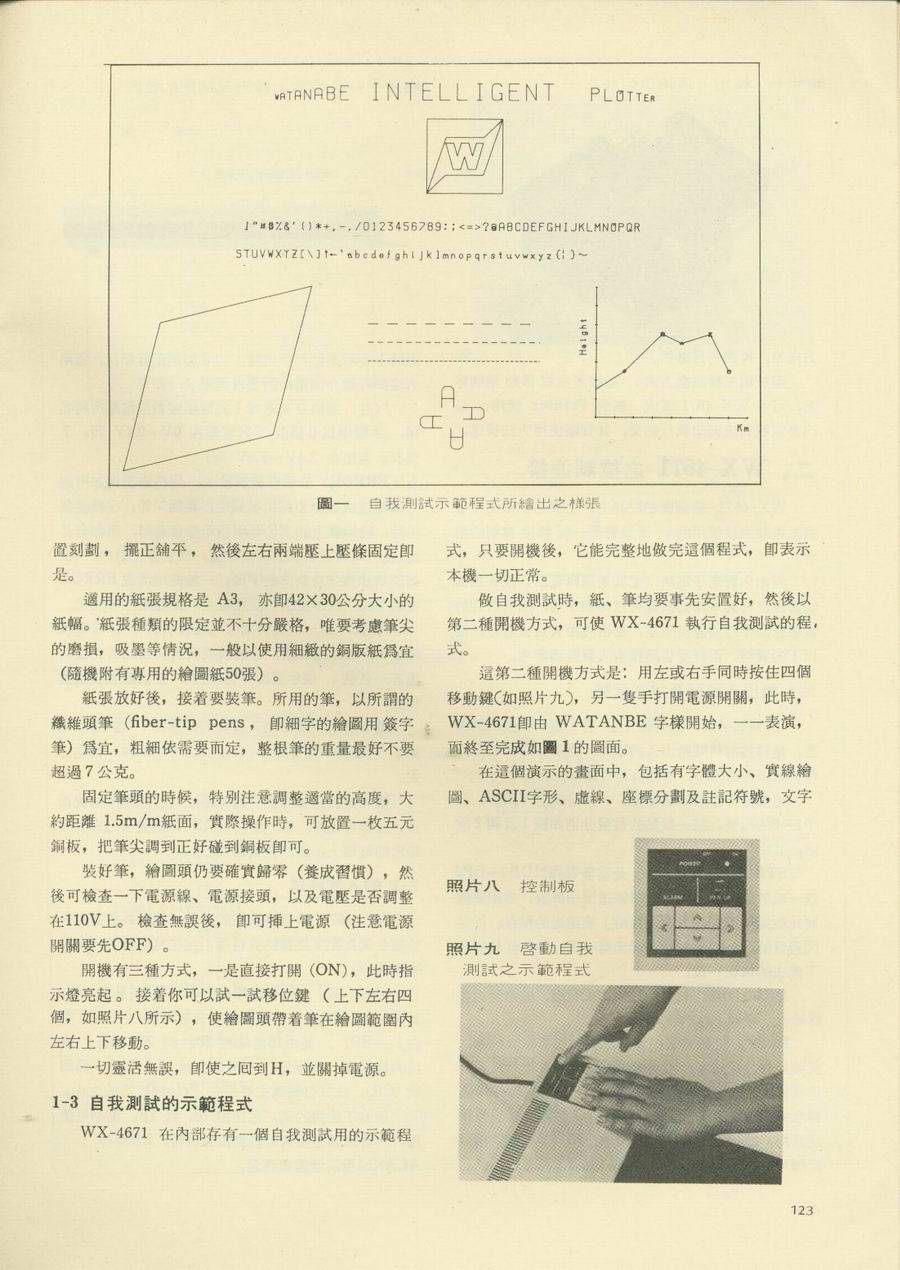 WATANABE INTELLIGENT PLOTTER
W
!"#$%&'()*+,-./0123456789:;<=>?@ABCDEFGHIJKLMNOPQR
STUVWXYZ[\]↑←`abcdefghijklmnopqrstuvwxyz{¦}~
Height
Km
A
A
A
A
圖一 自我測試示範程式所繪出之樣張
置刻劃，擺正舖平，然後左右兩端壓上壓條固定即
是。
適用的紙張規格是 A3，亦即42×30公分大小的
紙幅。紙張種類的限定並不十分嚴格，唯要考慮筆尖
的磨損，吸墨等情況，一般以使用細緻的銅版紙爲宜
（隨機附有專用的繪圖紙50張）。
紙張放好後，接着要裝筆。所用的筆，以所謂的
纖維頭筆（fiber-tip pens，即細字的繪圖用簽字
筆）爲宜，粗細依需要而定，整根筆的重量最好不要
超過7公克。
固定筆頭的時候，特別注意調整適當的高度，大
約距離 1.5m/m紙面，實際操作時，可放置一枚五元
銅板，把筆尖調到正好碰到銅板即可。
裝好筆，繪圖頭仍要確實歸零（養成習慣），然
後可檢查一下電源線、電源接頭，以及電壓是否調整
在110V上。檢查無誤後，即可挿上電源（注意電源
開關要先OFF）。
開機有三種方式，一是直接打開（ON），此時指
示燈亮起。接着你可以試一試移位鍵（上下左右四
個，如照片八所示），使繪圖頭帶着筆在繪圖範圍內
左右上下移動。
一切靈活無誤，即使之回到H，並關掉電源。
1-3 自我測試的示範程式
WX-4671 在內部存有一個自我測試用的示範程
式，只要開機後，它能完整地做完這個程式，即表示
本機一切正常。
做自我測試時，紙、筆均要事先安置好，然後以
第二種開機方式，可使 WX-4671 執行自我測試的程
式。
這第二種開機方式是：用左或右手同時按住四個
移動鍵（如照片九），另一隻手打開電源開關，此時，
WX-4671即由 WATANBE 字樣開始，一一表演，
而終至完成如圖1的圖面。
在這個演示的畫面中，包括有字體大小、實線繪
圖、ASCII字形、虛線、座標分劃及註記符號，文字
照片八 控制板
POWER
ALARM PEN UP
照片九 啓動自我
測試之示範程式
123